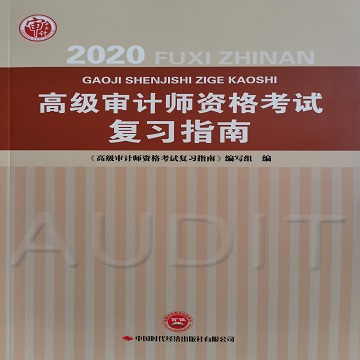 2020 FUXI ZHINAN
GAOJI SHENJISHI ZIGE KAOSHI
高级审计师资格考试
复习指南
《高级审计师资格考试复习指南》编写组 编
AUDIT
中国时代经济出版社有限公司